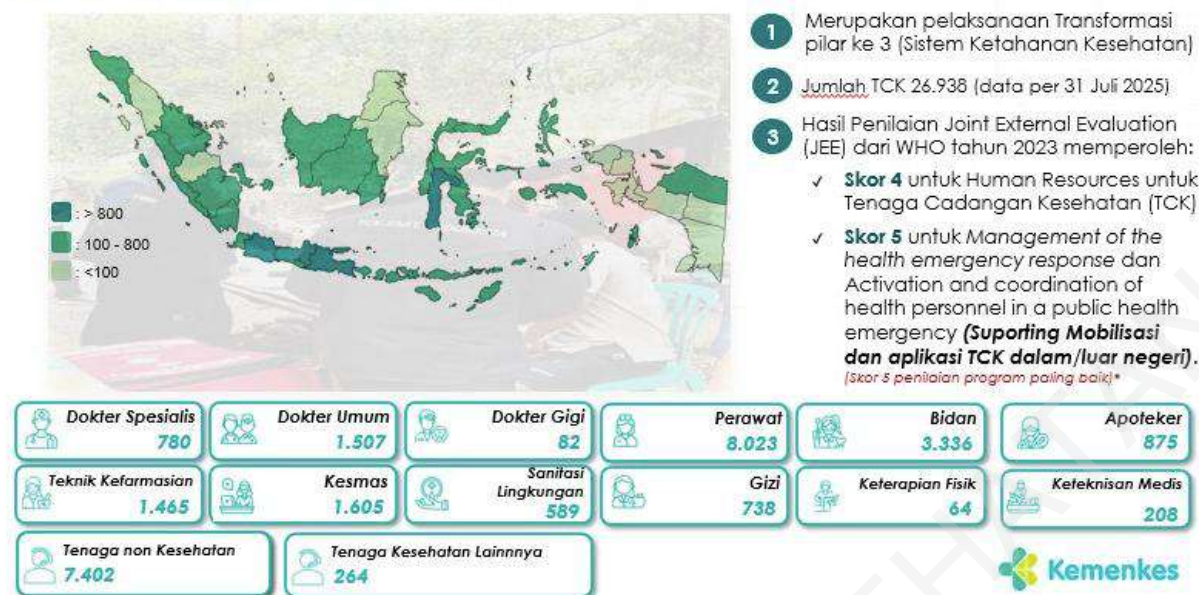 1 Merupakan pelaksanaan Transformasi
pilar ke 3 (Sistem Ketahanan Kesehatan)
2 Jumlah TCK 26.938 (data per 31 Juli 2025)
3 Hasil Penilaian Joint External Evaluation
(JEE) dari WHO tahun 2023 memperoleh:
✓ Skor 4 untuk Human Resources untuk
Tenaga Cadangan Kesehatan (TCK)
✓ Skor 5 untuk Management of the
health emergency response dan
Activation and coordination of
health personnel in a public health
emergency (Suporting Mobilisasi
dan aplikasi TCK dalam/luar negeri).
(Skor 5 penilaian program paling baik)*
: > 800
: 100 - 800
: <100
Dokter Spesialis
780
Dokter Umum
1.507
Dokter Gigi
82
Perawat
8.023
Bidan
3.336
Apoteker
875
Teknik Kefarmasian
1.465
Kesmas
1.605
Sanitasi
Lingkungan
589
Gizi
738
Keterapian Fisik
64
Keteknisan Medis
208
Tenaga non Kesehatan
7.402
Tenaga Kesehatan Lainnnya
264
Kemenkes